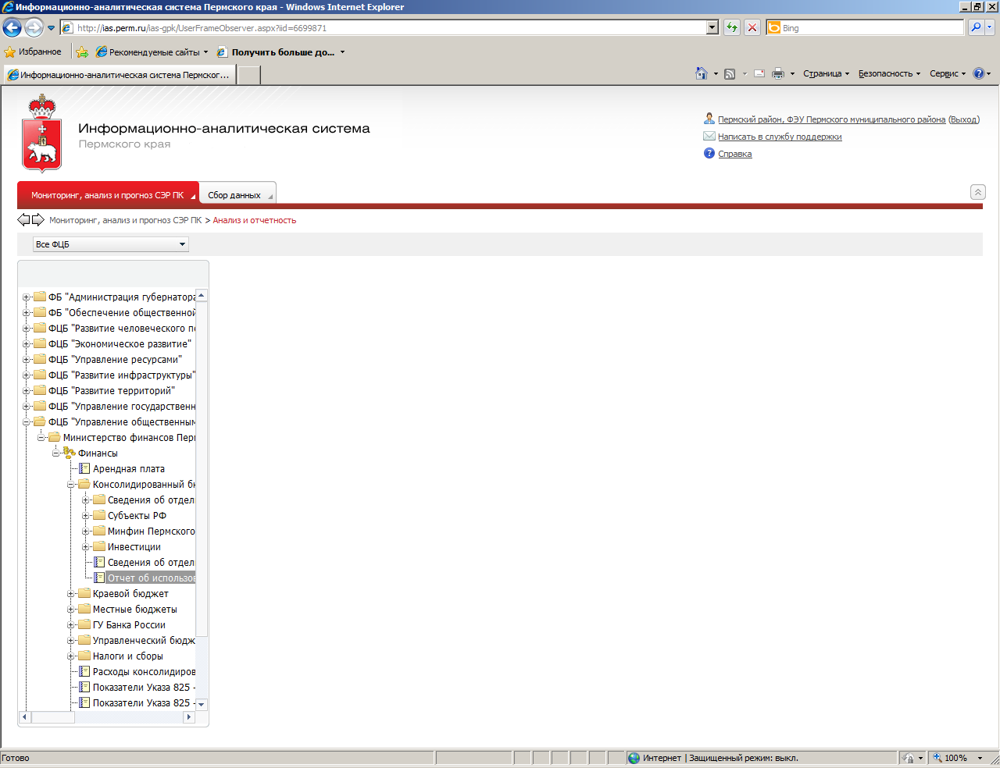 Информационно-аналитическая система Пермского края - Windows Internet Explorer
http://ias.perm.ru/ias-gpk/UserFrameObserver.aspx?iid=6699871
Bing
Избранное
Рекомендуемые сайты
Получить больше до...
Информационно-аналитическая система Пермског...
Страница
Безопасность
Сервис
Информационно-аналитическая система
Пермского края
Пермский район, ФЭУ Пермского муниципального района (Выход)
Написать в службу поддержки
Справка
Мониторинг, анализ и прогноз СЭР ПК
Сбор данных
Мониторинг, анализ и прогноз СЭР ПК > Анализ и отчетность
Все ФЦБ
ФБ "Администрация губернатора
ФБ "Обеспечение общественной
ФЦБ "Развитие человеческого п
ФЦБ "Экономическое развитие"
ФЦБ "Управление ресурсами"
ФЦБ "Развитие инфраструктуры"
ФЦБ "Развитие территорий"
ФЦБ "Управление государственн
ФЦБ "Управление общественным
Министерство финансов Пер
Финансы
Арендная плата
Консолидированный б
Сведения об отдел
Субъекты РФ
Минфин Пермского
Инвестиции
Сведения об отдел
Отчет об использов
Краевой бюджет
Местные бюджеты
ГУ Банка России
Управленческий бюдж
Налоги и сборы
Расходы консолидиров
Показатели Указа 825 -
Показатели Указа 825 -
Готово
Интернет | Защищенный режим: выкл.
100%